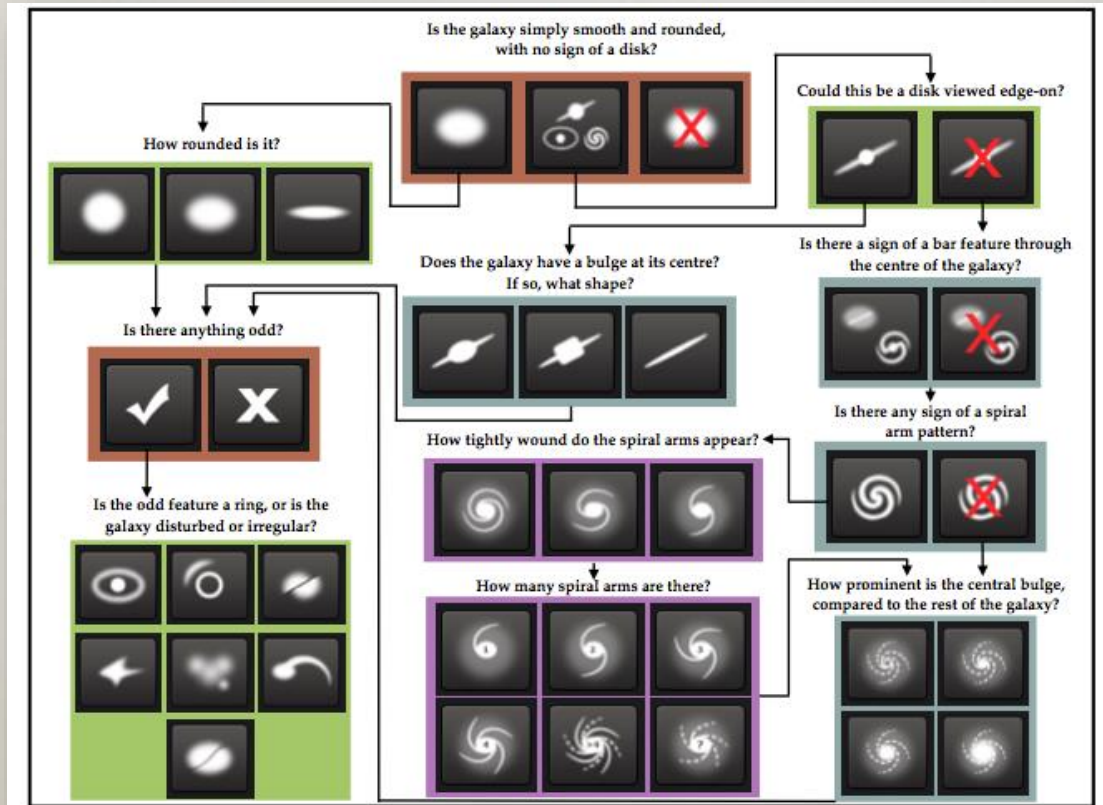 Is the galaxy simply smooth and rounded,
with no sign of a disk?
Could this be a disk viewed edge-on?
How rounded is it?
Is there a sign of a bar feature through
the centre of the galaxy?
Does the galaxy have a bulge at its centre?
If so, what shape?
Is there anything odd?
Is there any sign of a spiral
arm pattern?
How tightly wound do the spiral arms appear?
Is the odd feature a ring, or is the
galaxy disturbed or irregular?
How many spiral arms are there?
How prominent is the central bulge,
compared to the rest of the galaxy?
1
2
3
4
?